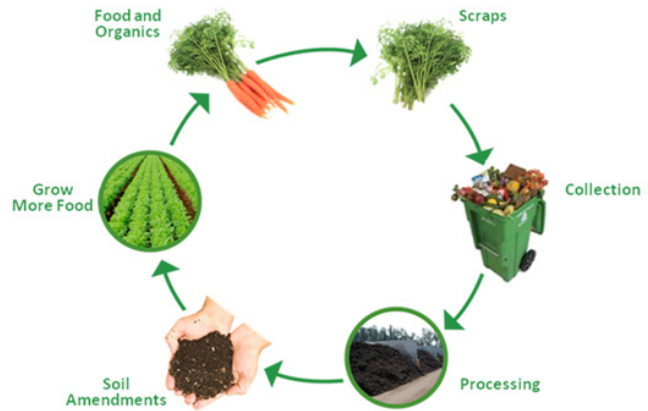 Food and
Organics
Scraps
Collection
Processing
Soil
Amendments
Grow
More Food